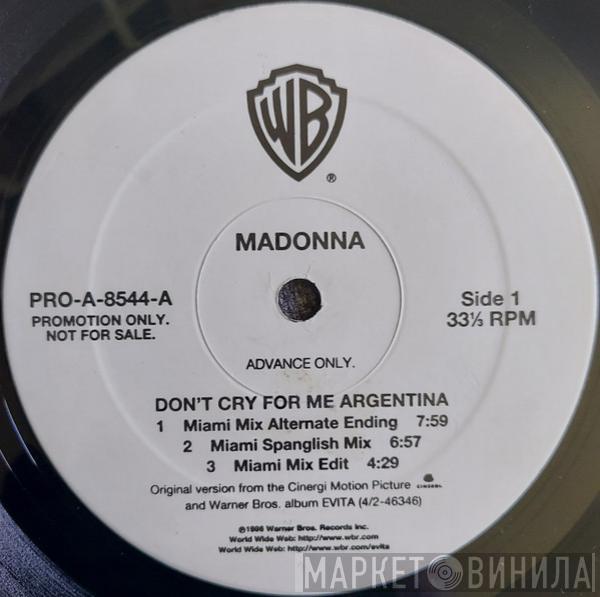 WB
®
MADONNA
PRO-A-8544-A
PROMOTION ONLY.
NOT FOR SALE.
Side 1
33⅓ RPM
ADVANCE ONLY.
DON'T CRY FOR ME ARGENTINA
1 Miami Mix Alternate Ending 7:59
2 Miami Spanglish Mix 6:57
3 Miami Mix Edit 4:29
Original version from the Cinergi Motion Picture CINERGI
and Warner Bros. album EVITA (4/2-46346)
℗1996 Warner Bros. Records Inc.
World Wide Web: http://www.wbr.com
World Wide Web: http://www.wbr.com/evita
МАРКЕТ ВИНИЛА